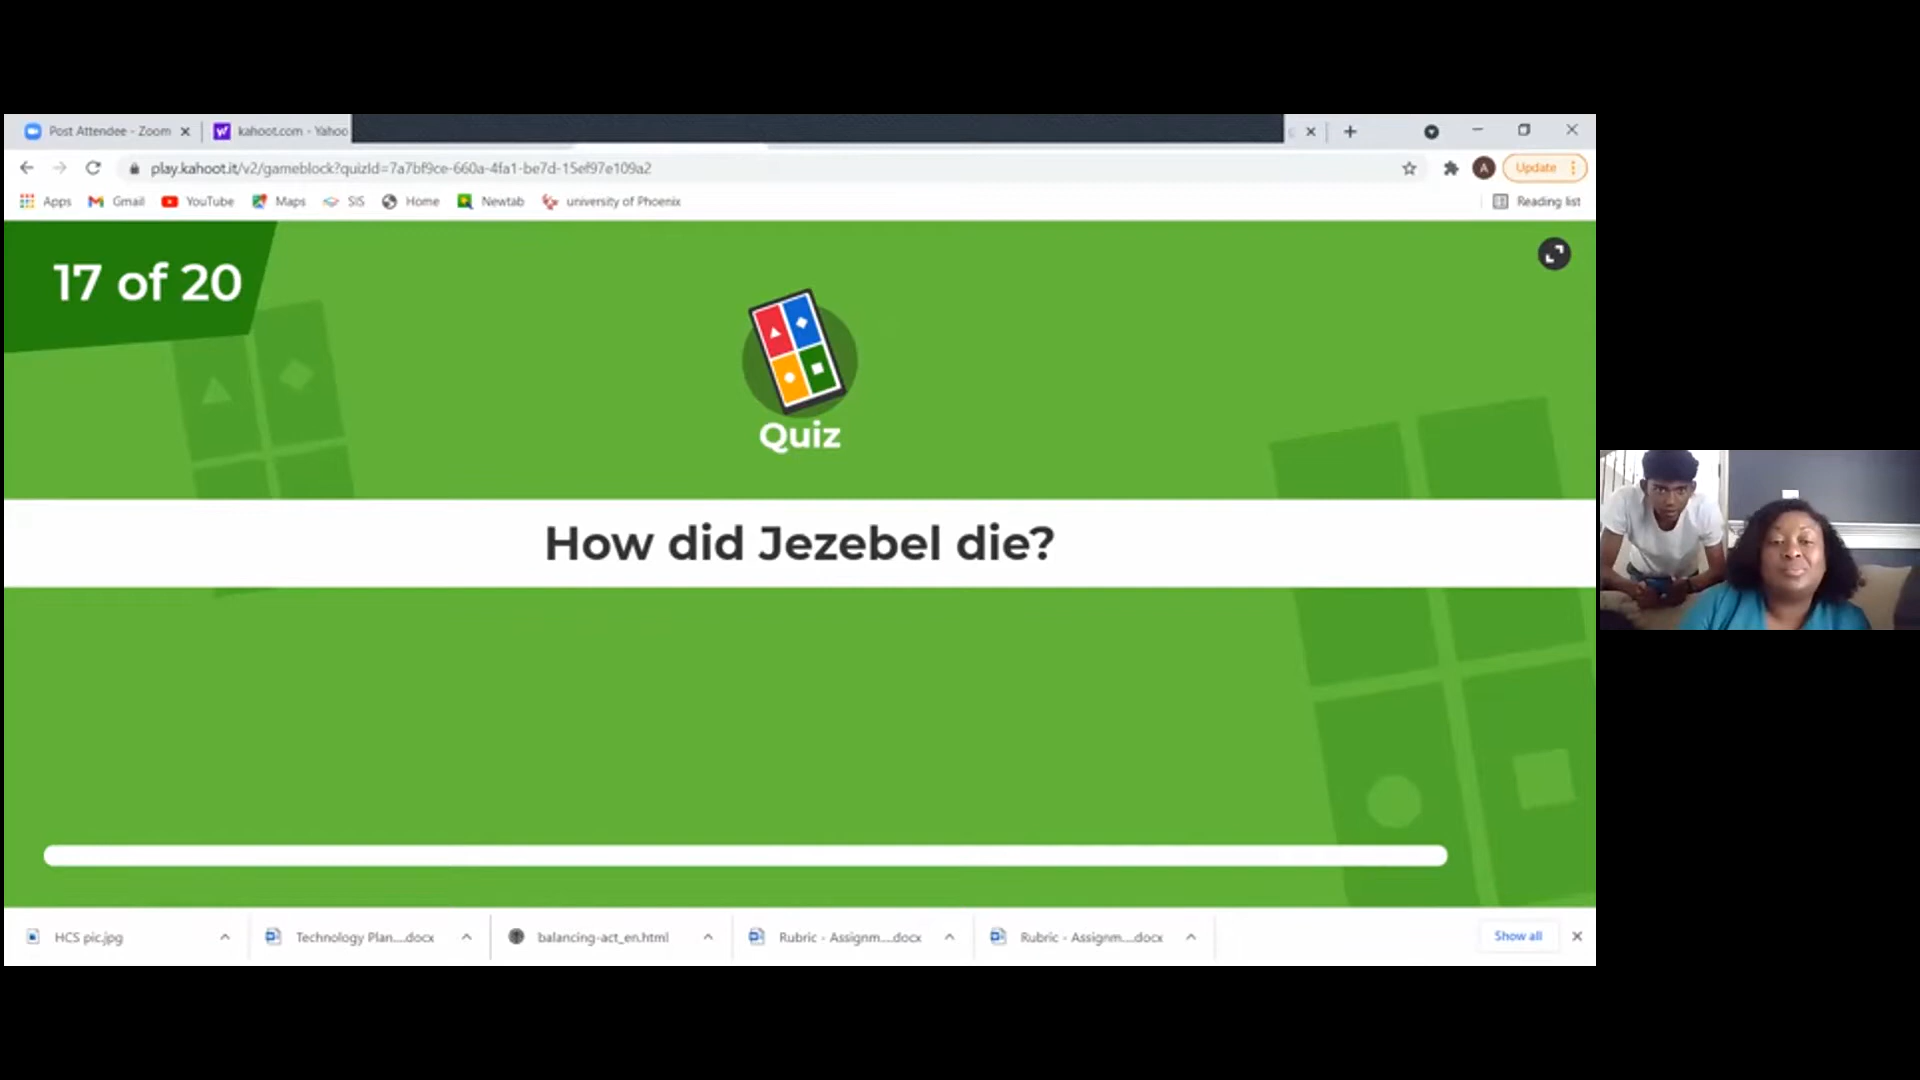 Post Attendee - Zoom
kahoot.com - Yahoo
play.kahoot.it/v2/gameblock?quizId=7a7bf9ce-660a-4fa1-be7d-15ef97e109a2
A
Update
Apps
Gmail
YouTube
Maps
SIS
Home
Newtab
university of Phoenix
Reading list
17 of 20
Quiz
How did Jezebel die?
HCS pic.jpg
Technology Plan....docx
balancing-act_en.html
Rubric - Assignm....docx
Rubric - Assignm....docx
Show all